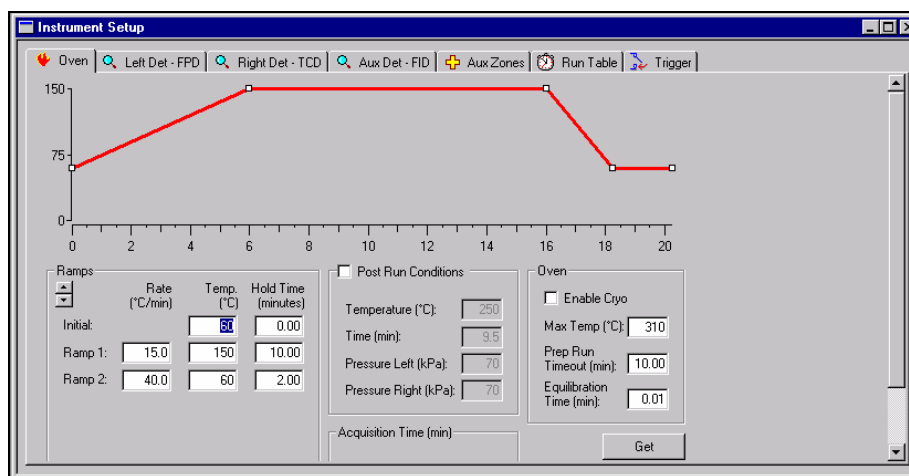 Instrument Setup
Oven Left Det - FPD Right Det - TCD Aux Det - FID Aux Zones Run Table Trigger
150
75
0
0 2 4 6 8 10 12 14 16 18 20
Ramps
Rate (°C/min) Temp. (°C) Hold Time (minutes)
Initial: 60 0.00
Ramp 1: 15.0 150 10.00
Ramp 2: 40.0 60 2.00
Post Run Conditions
Temperature (°C): 250
Time (min): 9.5
Pressure Left (kPa): 70
Pressure Right (kPa): 70
Acquisition Time (min)
Oven
Enable Cryo
Max Temp (°C): 310
Prep Run
Timeout (min): 10.00
Equilibration
Time (min): 0.01
Get